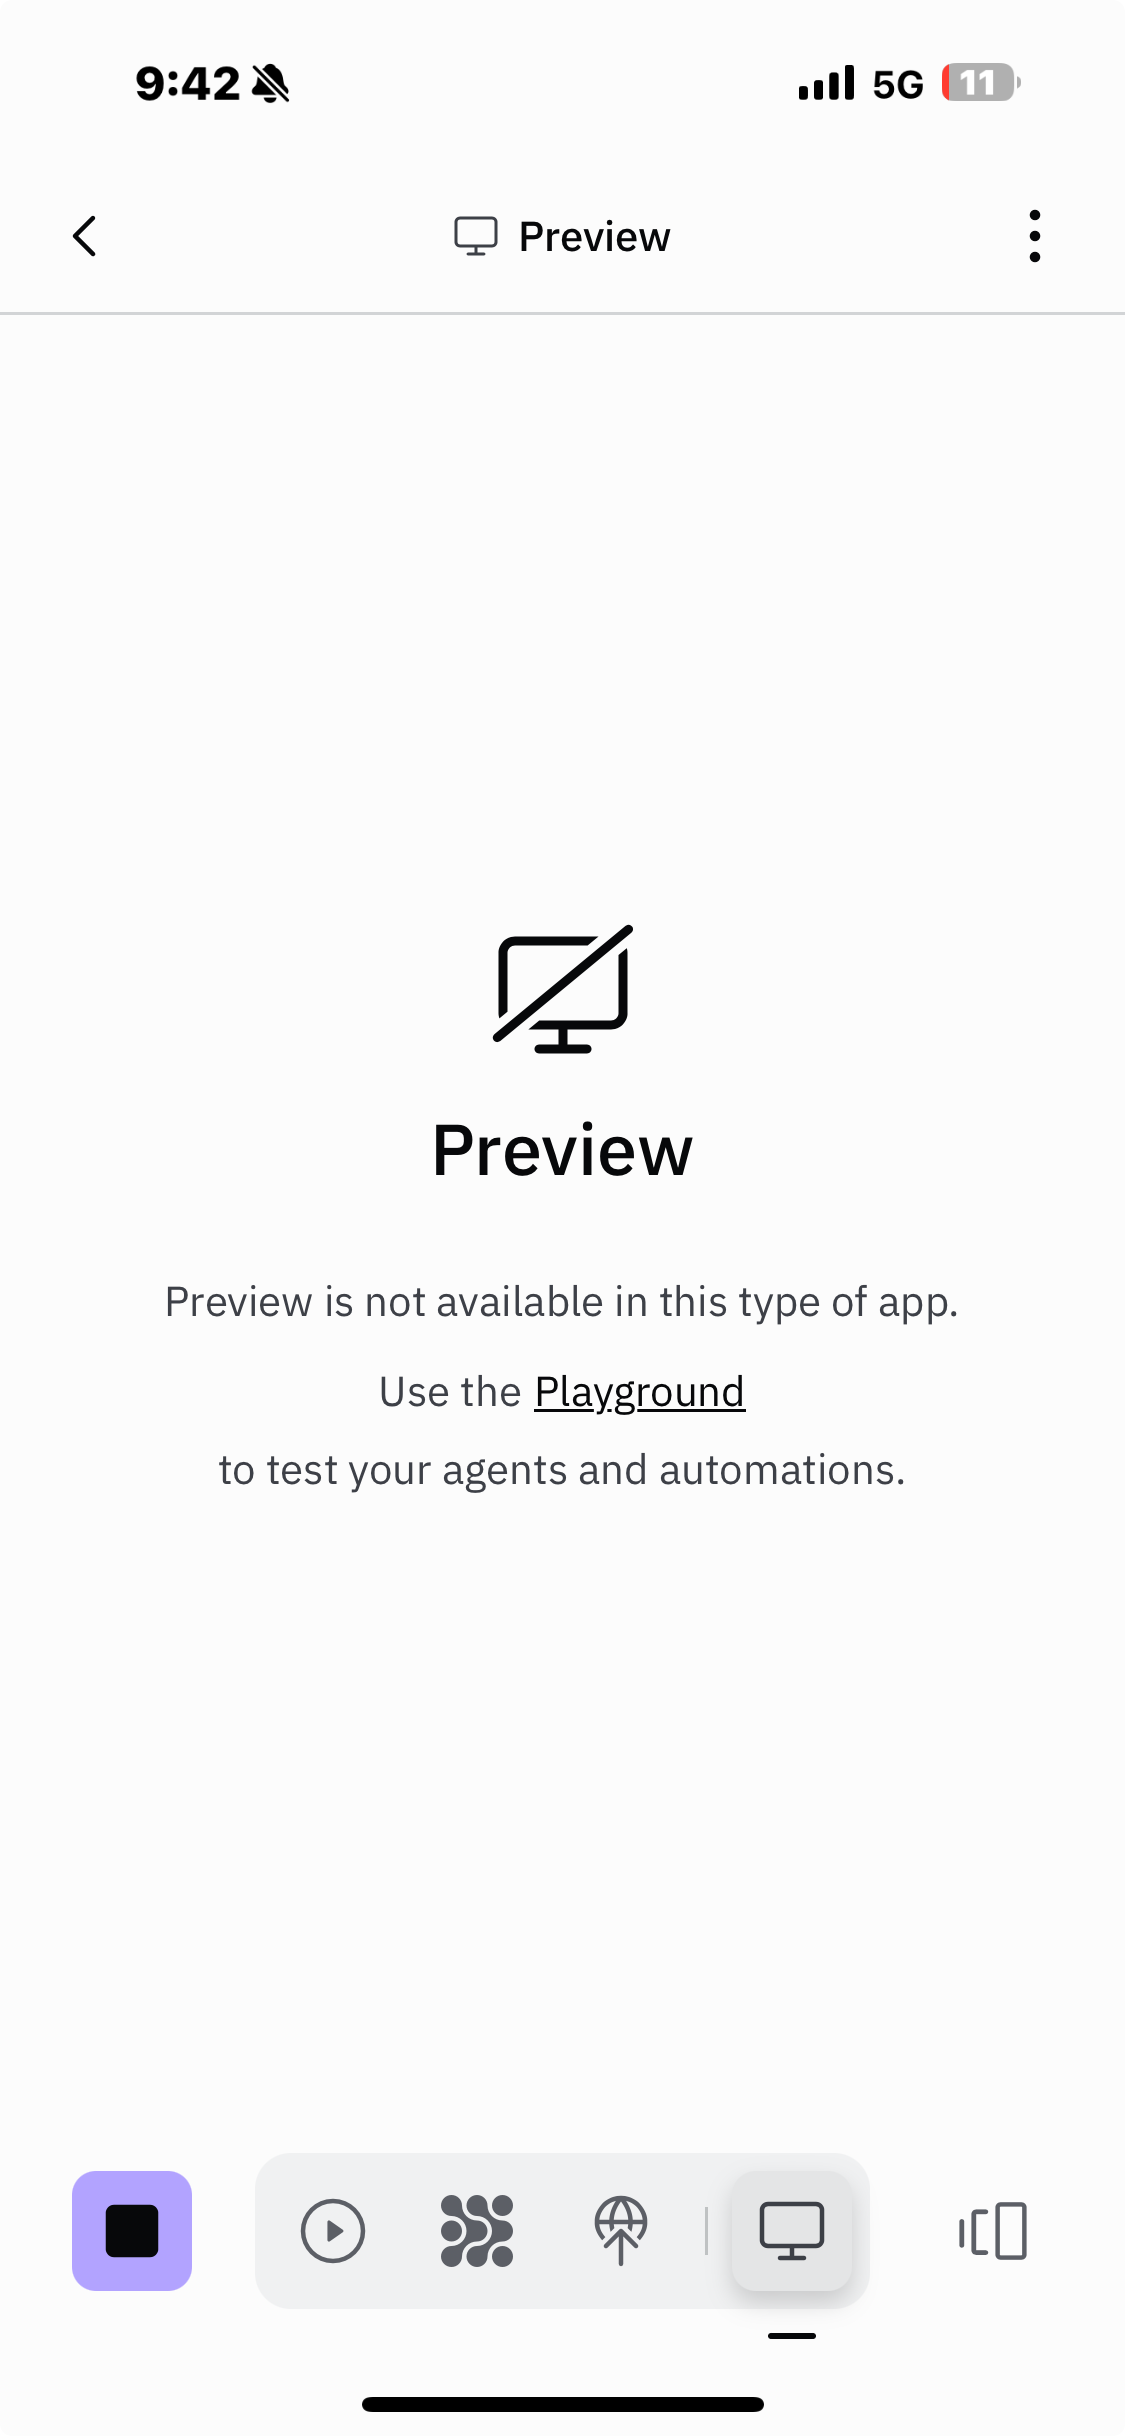 9:42
5G
11
Preview
Preview
Preview is not available in this type of app.
Use the Playground
to test your agents and automations.